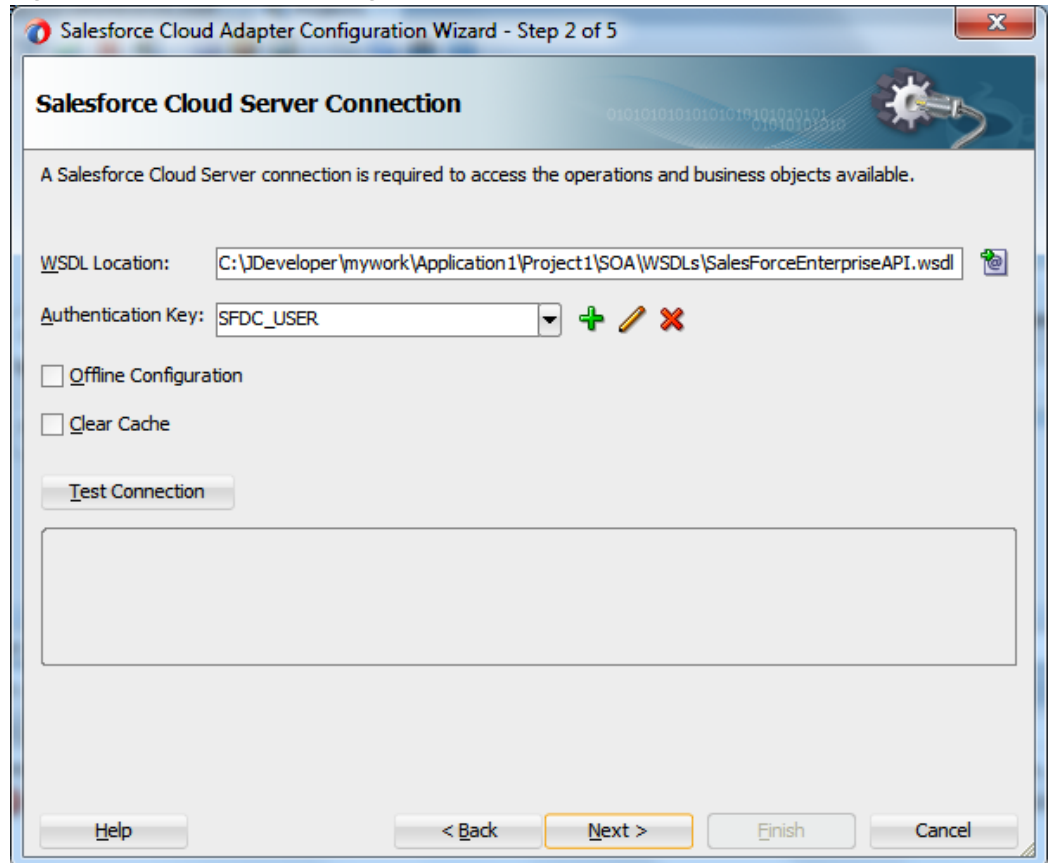 Salesforce Cloud Adapter Configuration Wizard - Step 2 of 5
Salesforce Cloud Server Connection
A Salesforce Cloud Server connection is required to access the operations and business objects available.
WSDL Location: C:\JDeveloper\mywork\Application1\Project1\SOA\WSDLs\SalesForceEnterpriseAPI.wsdl
Authentication Key: SFDC_USER
Offline Configuration
Clear Cache
Test Connection
Help < Back Next > Finish Cancel